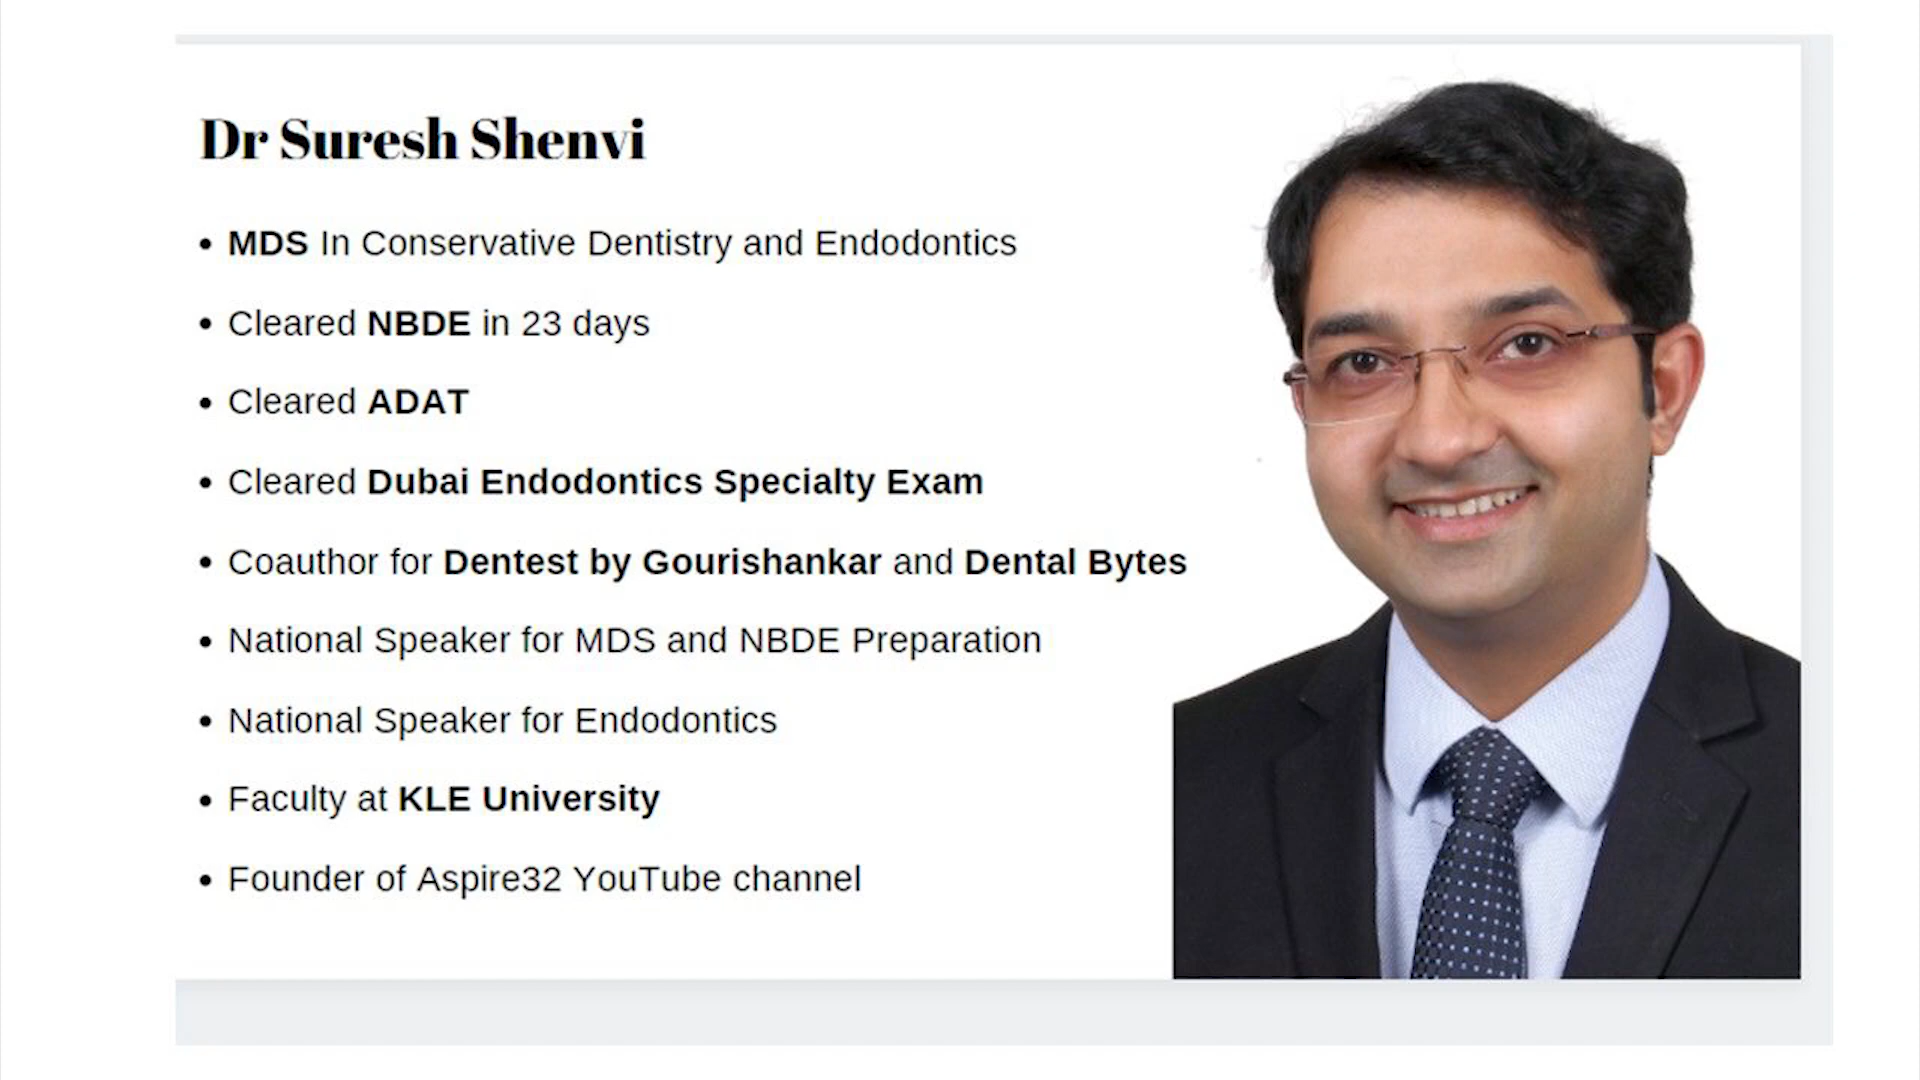 Dr Suresh Shenvi
• MDS In Conservative Dentistry and Endodontics
• Cleared NBDE in 23 days
• Cleared ADAT
• Cleared Dubai Endodontics Specialty Exam
• Coauthor for Dentest by Gourishankar and Dental Bytes
• National Speaker for MDS and NBDE Preparation
• National Speaker for Endodontics
• Faculty at KLE University
• Founder of Aspire32 YouTube channel